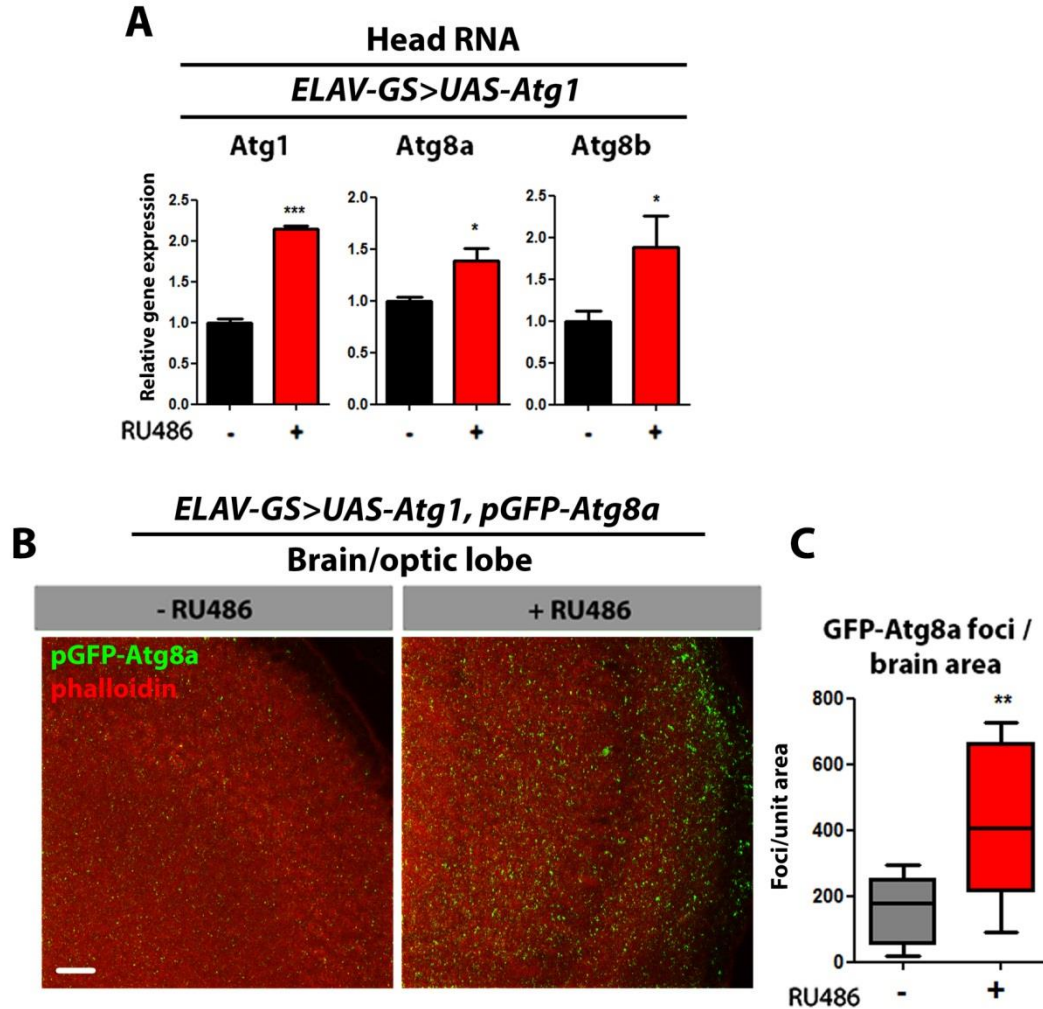 A
Head RNA
ELAV-GS>UAS-Atg1
Atg1 Atg8a Atg8b
Relative gene expression
2.5
2.0
1.5
1.0
0.5
0.0
***
2.0
1.5
1.0
0.5
0.0
*
2.5
2.0
1.5
1.0
0.5
0.0
*
RU486 - + - + - +
B
ELAV-GS>UAS-Atg1, pGFP-Atg8a
Brain/optic lobe
- RU486 + RU486
pGFP-Atg8a
phalloidin
C
GFP-Atg8a foci /
brain area
Foci/unit area
800
600
400
200
0
**
RU486 - +